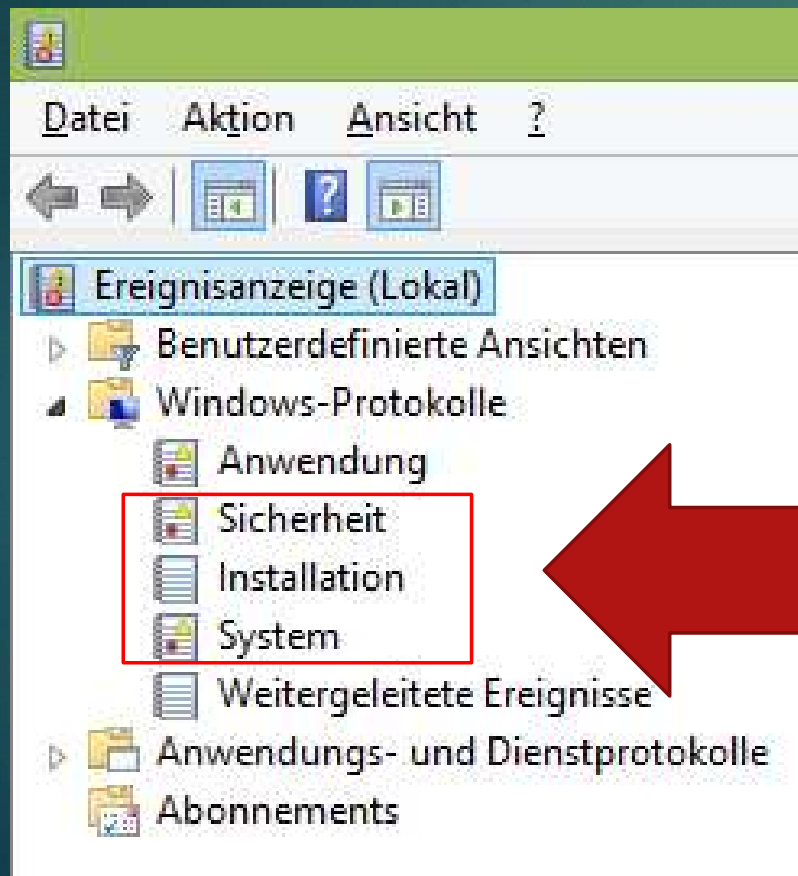 Datei Aktion Ansicht ?
?
Ereignisanzeige (Lokal)
Benutzerdefinierte Ansichten
Windows-Protokolle
Anwendung
Sicherheit
Installation
System
Weitergeleitete Ereignisse
Anwendungs- und Dienstprotokolle
Abonnements